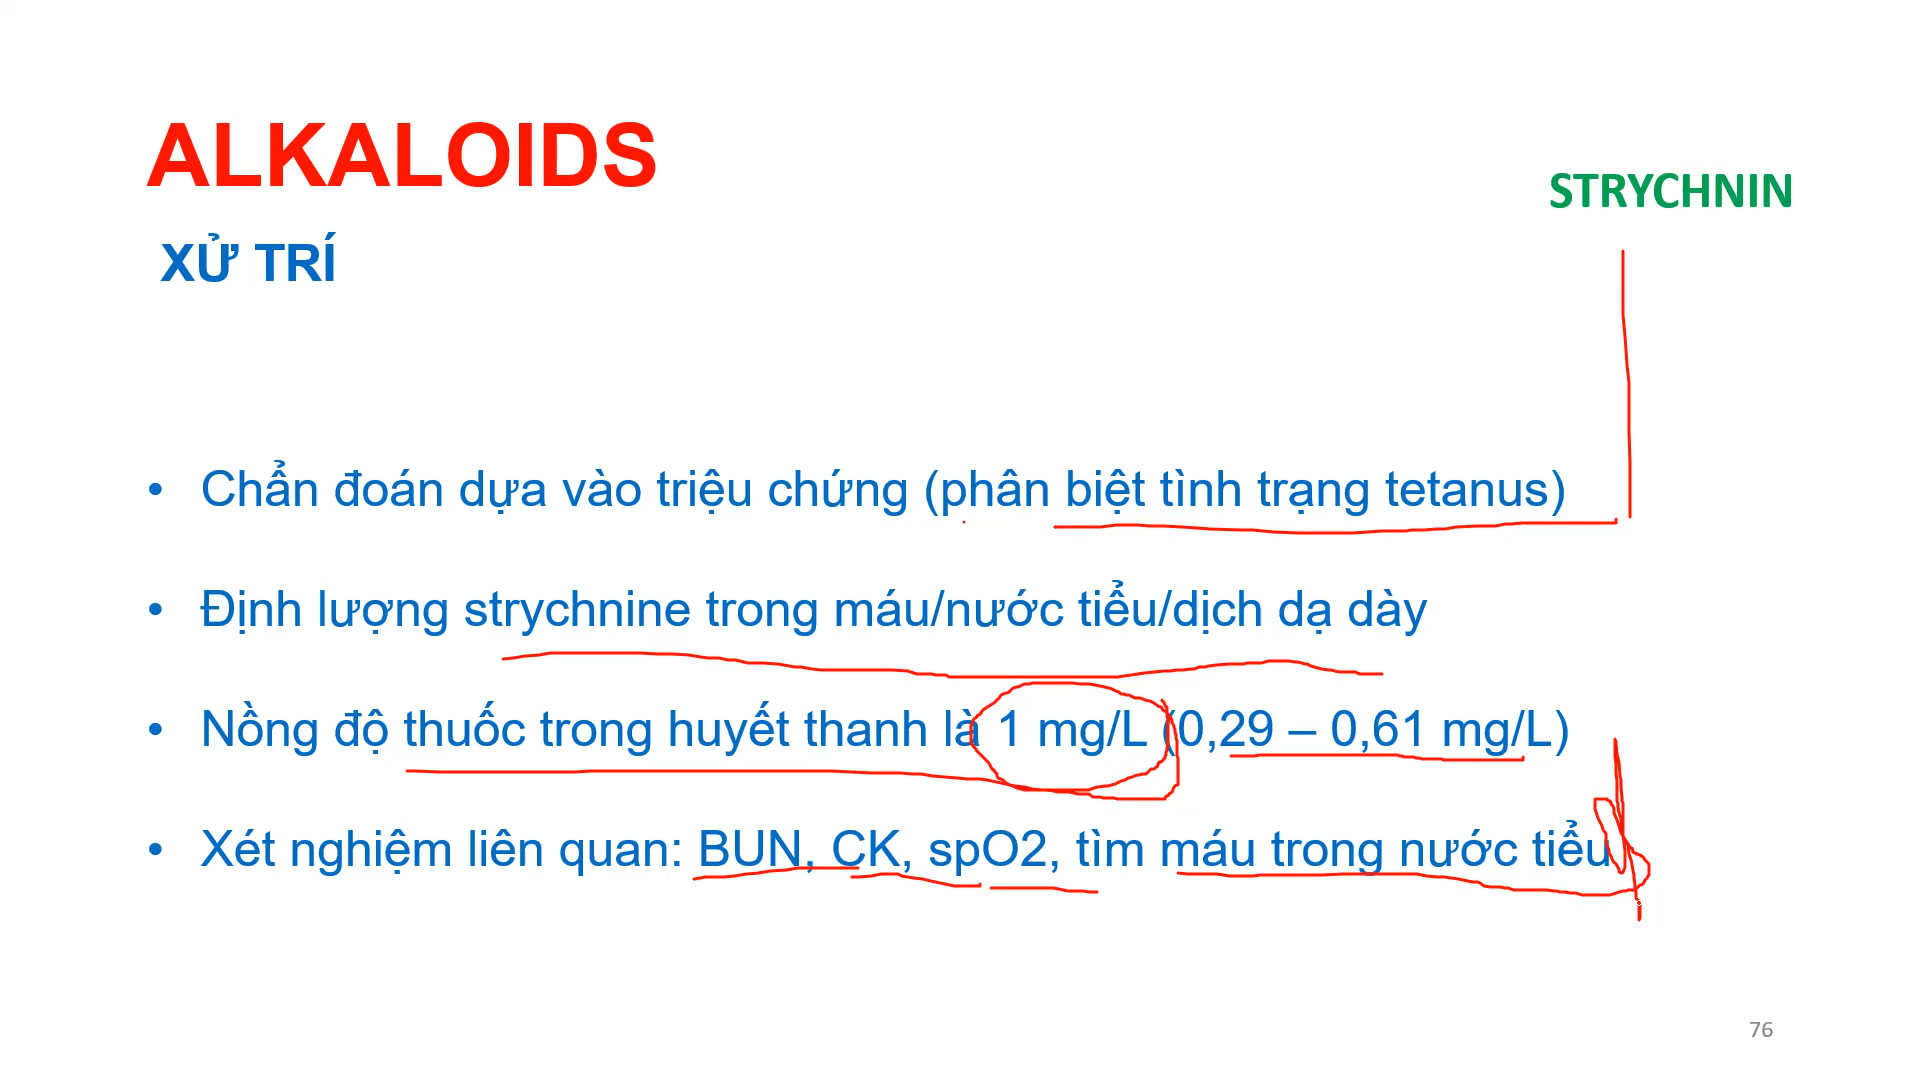 ALKALOIDS
STRYCHNIN
XỬ TRÍ
• Chẩn đoán dựa vào triệu chứng (phân biệt tình trạng tetanus)
• Định lượng strychnine trong máu/nước tiểu/dịch dạ dày
• Nồng độ thuốc trong huyết thanh là 1 mg/L (0,29 – 0,61 mg/L)
• Xét nghiệm liên quan: BUN, CK, spO2, tìm máu trong nước tiểu
76